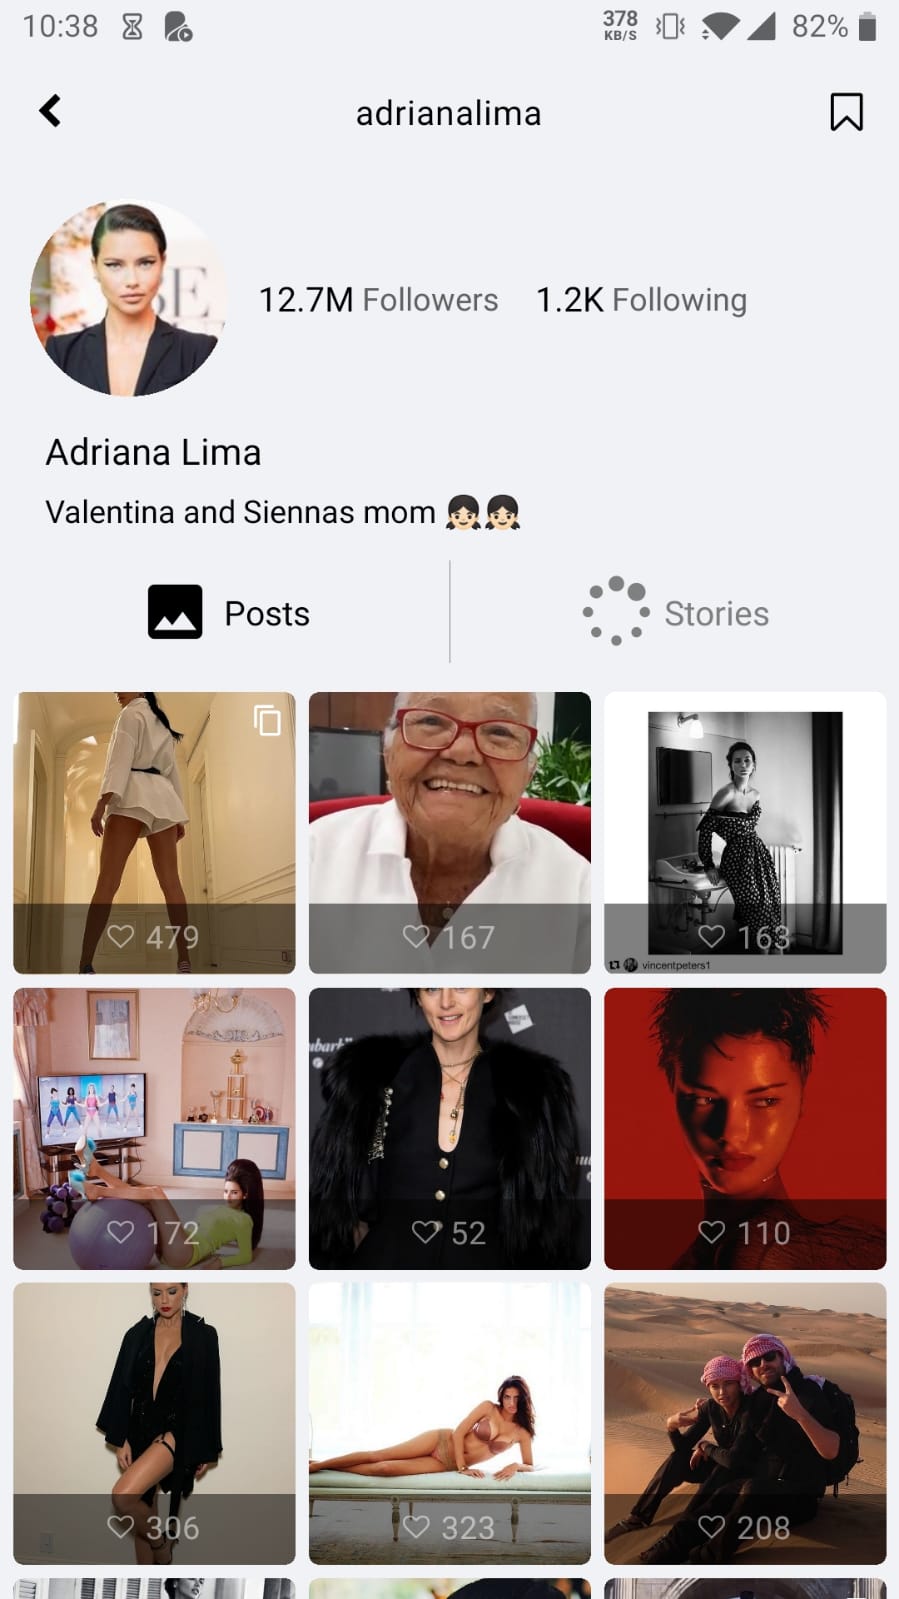 10:38 378 KB/S 82%
adrianalima
12.7M Followers 1.2K Following
Adriana Lima
Valentina and Siennas mom 👧🏻👧🏻
Posts Stories
479 167 163
vincentpeters1
172 52 110
306 323 208